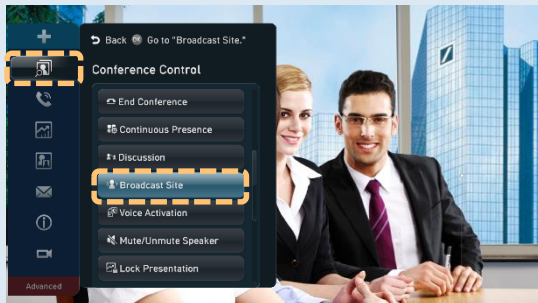 Back OK Go to "Broadcast Site."
Conference Control
End Conference
Continuous Presence
Discussion
Broadcast Site
Voice Activation
Mute/Unmute Speaker
Lock Presentation
Advanced